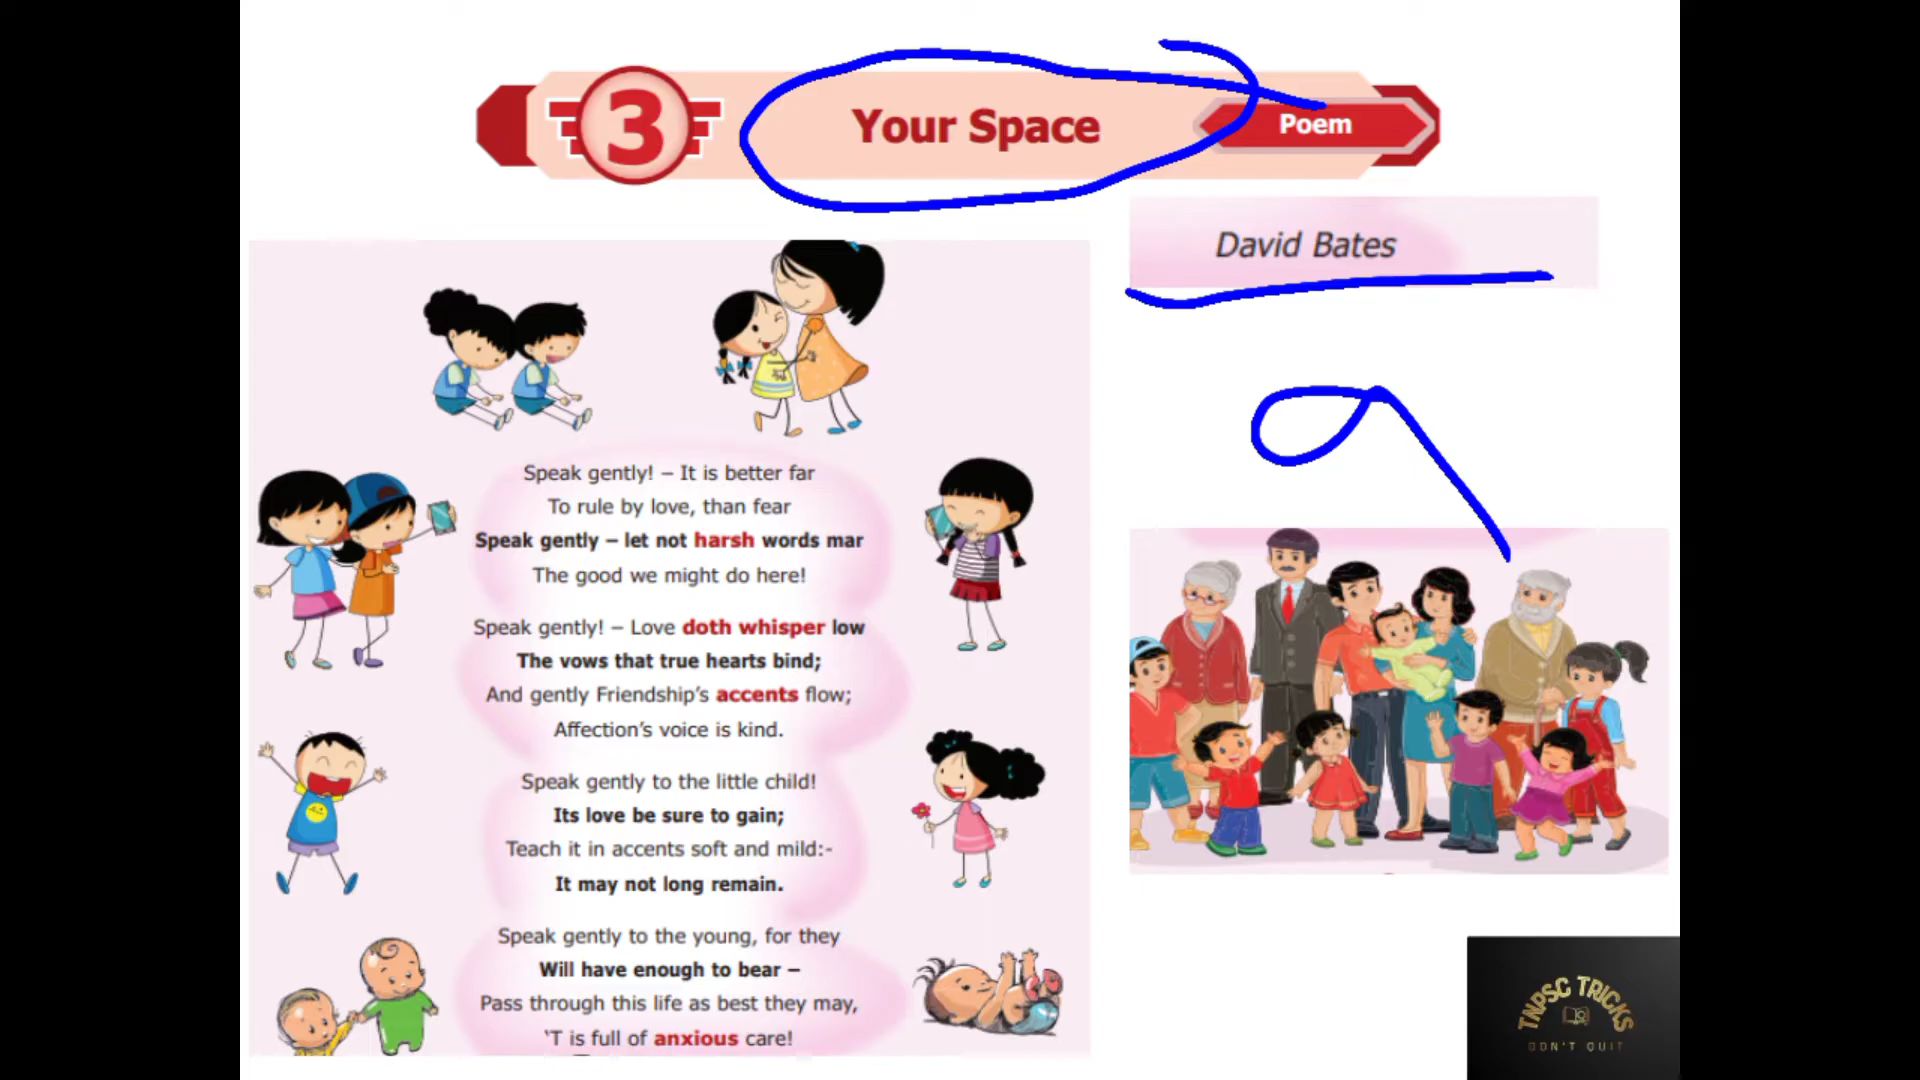 3
Your Space
Poem
David Bates
Speak gently! – It is better far
To rule by love, than fear
Speak gently – let not harsh words mar
The good we might do here!
Speak gently! – Love doth whisper low
The vows that true hearts bind;
And gently Friendship's accents flow;
Affection's voice is kind.
Speak gently to the little child!
Its love be sure to gain;
Teach it in accents soft and mild:-
It may not long remain.
Speak gently to the young, for they
Will have enough to bear –
Pass through this life as best they may,
'T is full of anxious care!
TNPSC TRICKS
DON'T QUIT